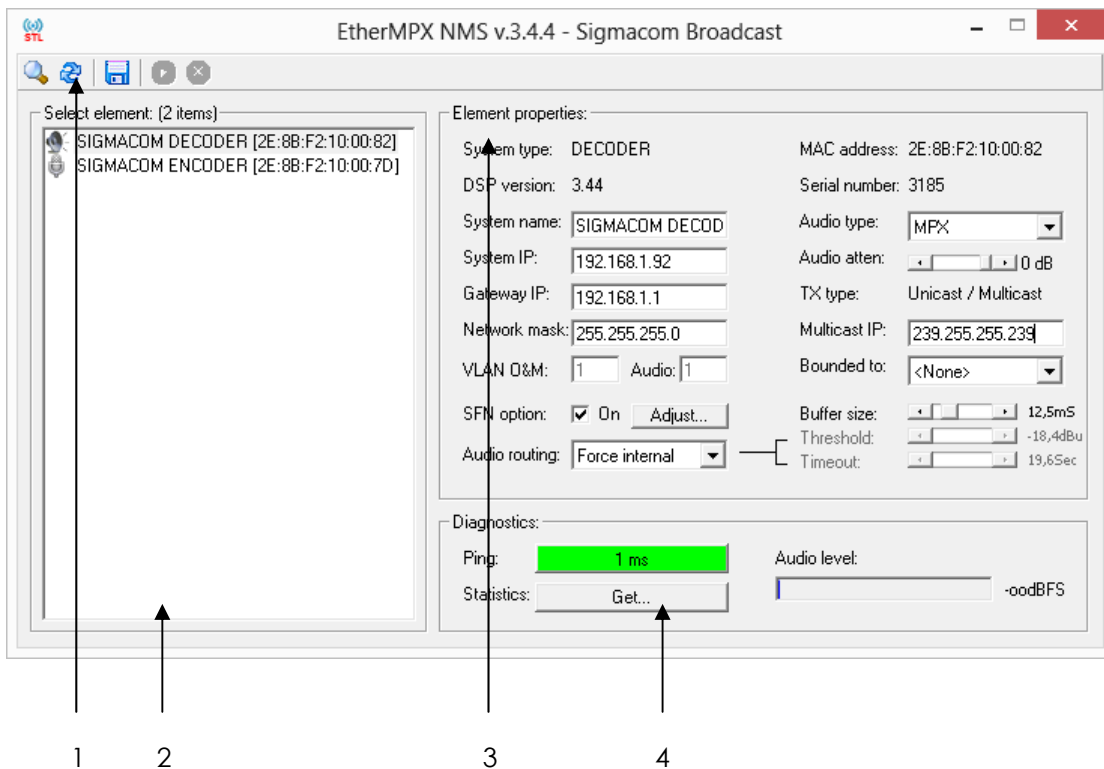 STL
EtherMPX NMS v.3.4.4 - Sigmacom Broadcast
Select element: (2 items)
SIGMACOM DECODER [2E:8B:F2:10:00:82]
SIGMACOM ENCODER [2E:8B:F2:10:00:7D]
Element properties:
System type: DECODER
MAC address: 2E:8B:F2:10:00:82
DSP version: 3.44
Serial number: 3185
System name: SIGMACOM DECOD
Audio type: MPX
System IP: 192.168.1.92
Audio atten: 0 dB
Gateway IP: 192.168.1.1
TX type: Unicast / Multicast
Network mask: 255.255.255.0
Multicast IP: 239.255.255.239
VLAN O&M: 1 Audio: 1
Bounded to: <None>
SFN option: On Adjust...
Buffer size: 12,5mS
Threshold: -18,4dBu
Audio routing: Force internal
Timeout: 19,6Sec
Diagnostics:
Ping: 1 ms
Audio level:
Statistics: Get...
-oodBFS
1 2 3 4